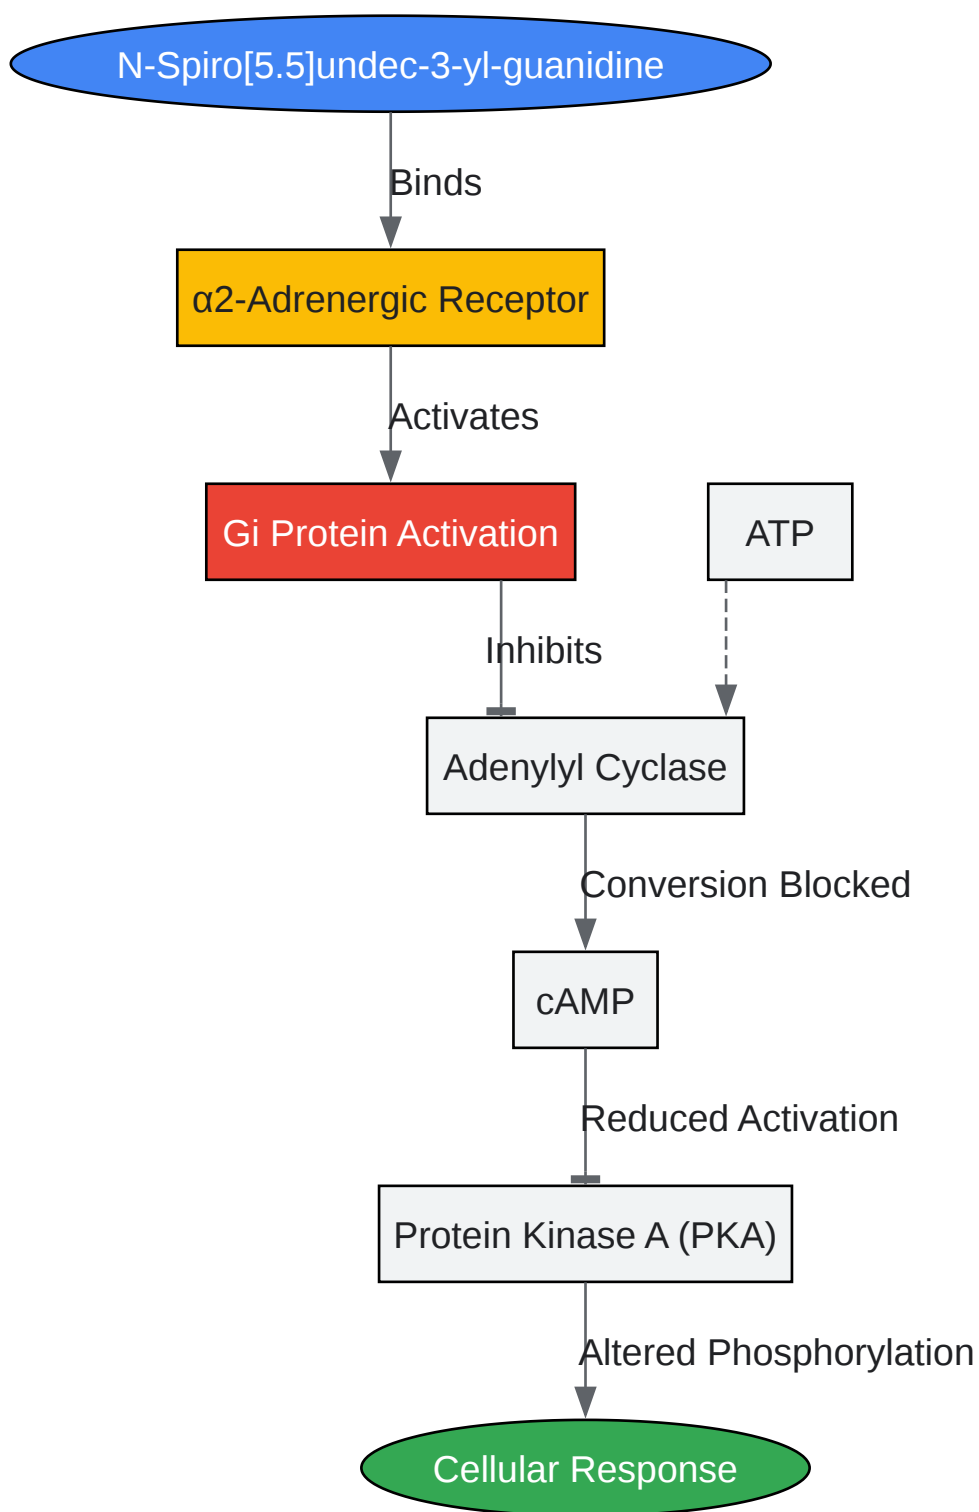 N-Spiro[5.5]undec-3-yl-guanidine
Binds
α2-Adrenergic Receptor
Activates
Gi Protein Activation
ATP
Inhibits
Adenylyl Cyclase
Conversion Blocked
cAMP
Reduced Activation
Protein Kinase A (PKA)
Altered Phosphorylation
Cellular Response